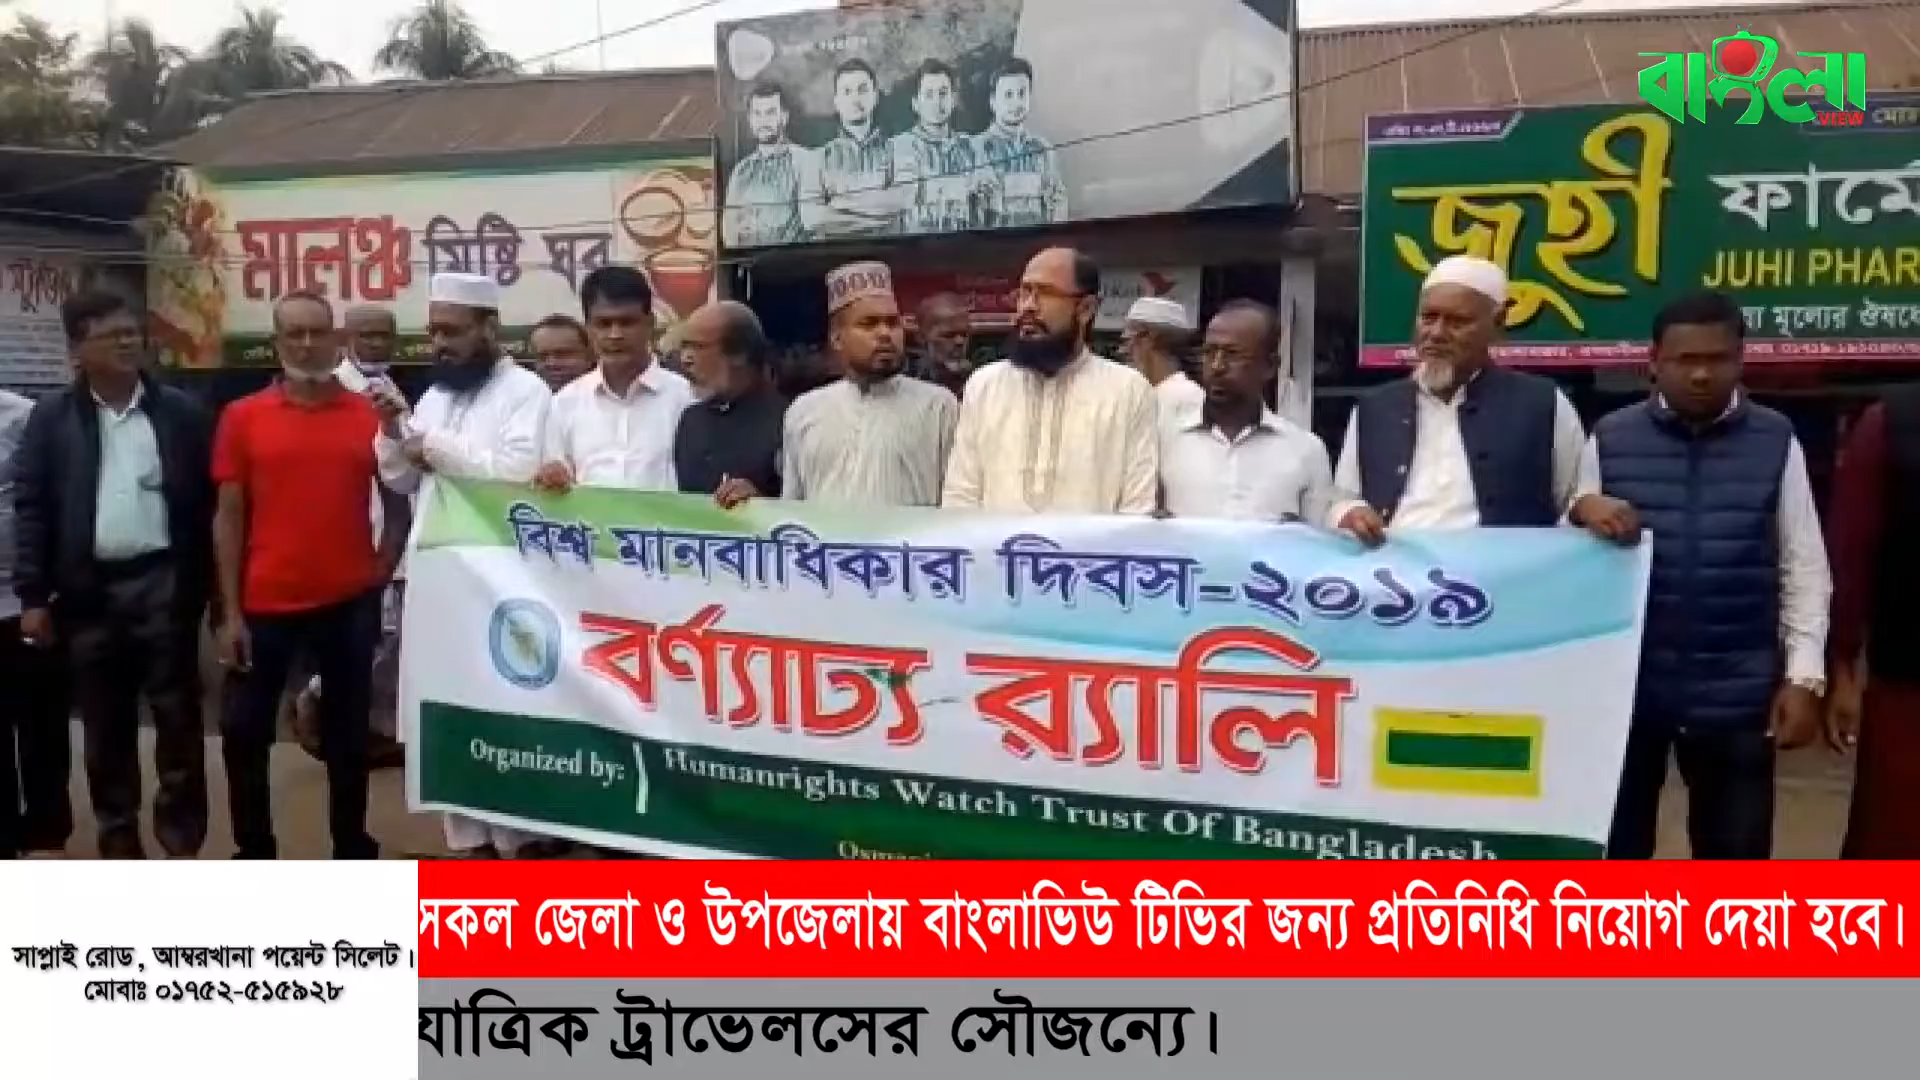 বাংলা
VIEW
মালঞ্চ মিষ্টি ঘর
জুহী
JUHI PHAR
মূল্যের ঔষধে
বিশ্ব মানবাধিকার দিবস-২০১৯
বর্ণ্যাঢ্য র‍্যালি
Organized by: Humanrights Watch Trust Of Bangladesh
সকল জেলা ও উপজেলায় বাংলাভিউ টিভির জন্য প্রতিনিধি নিয়োগ দেয়া হবে।
সাপ্লাই রোড, আম্বরখানা পয়েন্ট সিলেট।
মোবাঃ ০১৭৫২-৫১৫৯২৮
যাত্রিক ট্রাভেলসের সৌজন্যে।